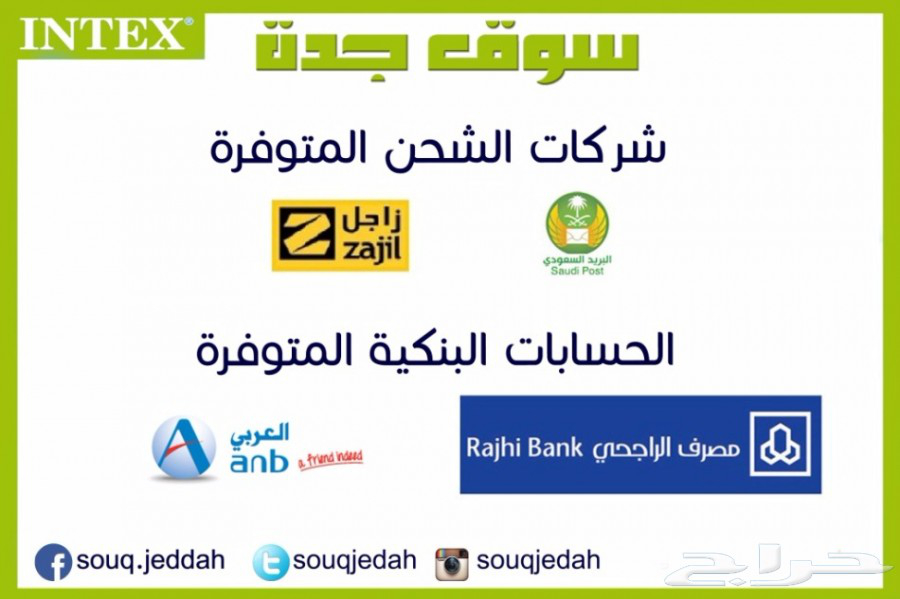 INTEX®
سوق جدة
شركات الشحن المتوفرة
زاجل
zajil
البريد السعودي
Saudi Post
الحسابات البنكية المتوفرة
العربي
anb
a friend indeed
مصرف الراجحي Rajhi Bank
souq.jeddah souqjedah souqjedah
حراج